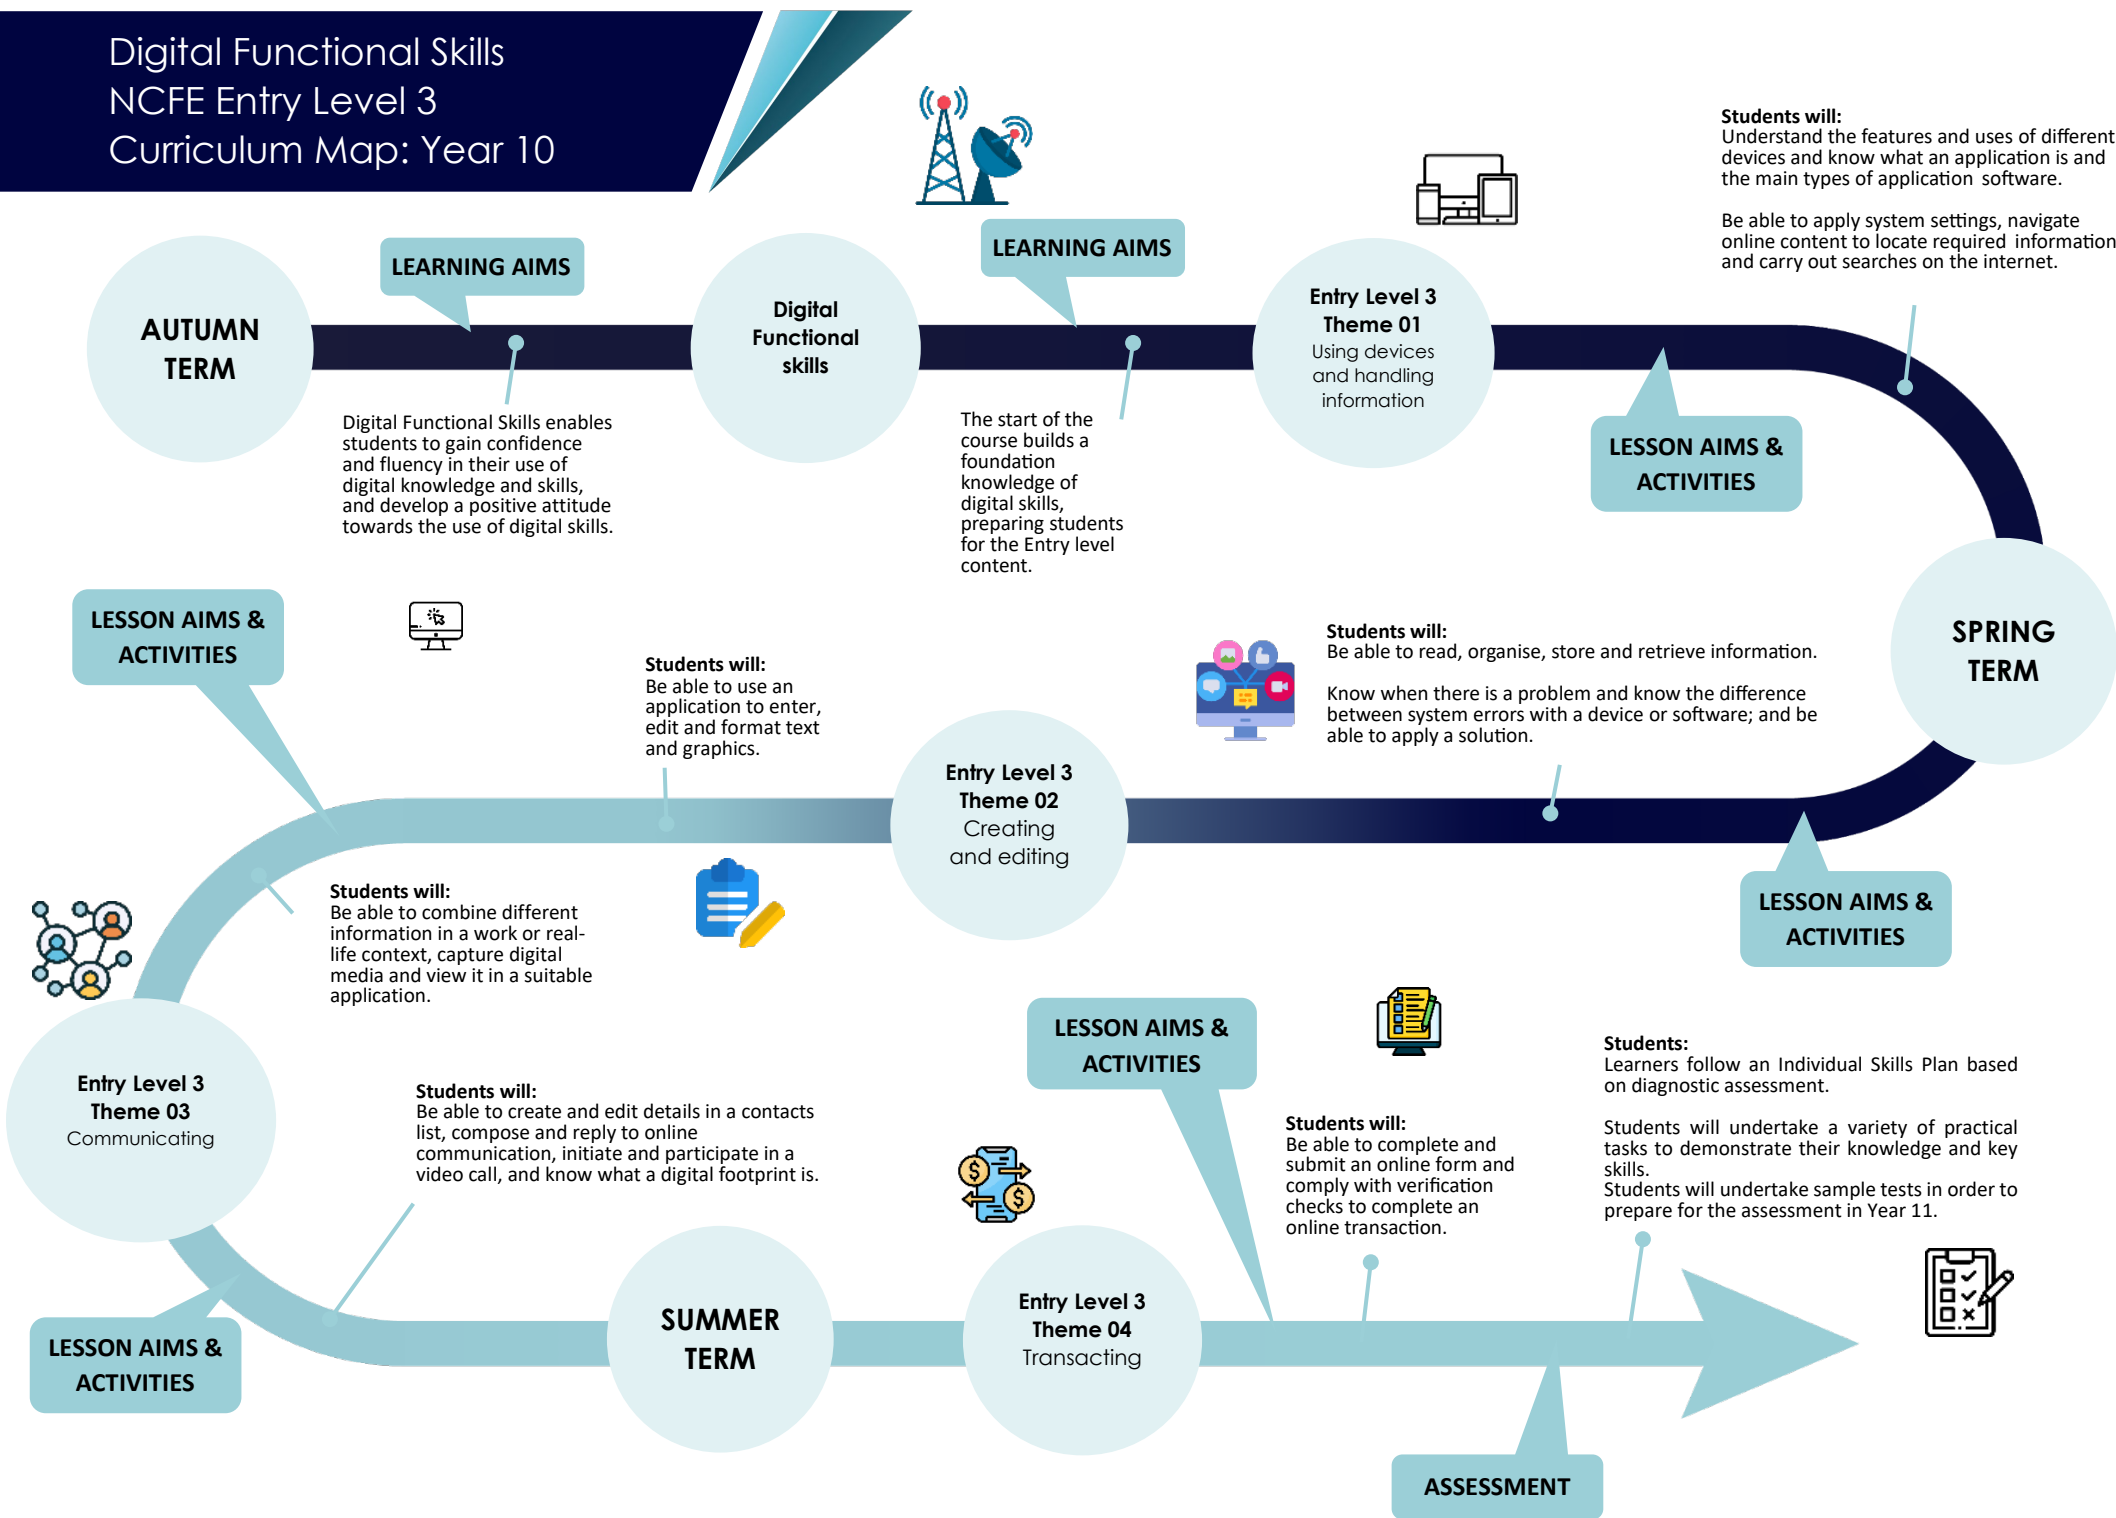 Digital Functional Skills
NCFE Entry Level 3
Curriculum Map: Year 10
AUTUMN
TERM
LEARNING AIMS
Digital Functional Skills enables
students to gain confidence
and fluency in their use of
digital knowledge and skills,
and develop a positive attitude
towards the use of digital skills.
Digital
Functional
skills
LEARNING AIMS
The start of the
course builds a
foundation
knowledge of
digital skills,
preparing students
for the Entry level
content.
Entry Level 3
Theme 01
Using devices
and handling
information
LESSON AIMS &
ACTIVITIES
Students will:
Understand the features and uses of different
devices and know what an application is and
the main types of application software.
Be able to apply system settings, navigate
online content to locate required information
and carry out searches on the internet.
SPRING
TERM
LESSON AIMS &
ACTIVITIES
Students will:
Be able to read, organise, store and retrieve information.
Know when there is a problem and know the difference
between system errors with a device or software; and be
able to apply a solution.
Entry Level 3
Theme 02
Creating
and editing
Students will:
Be able to use an
application to enter,
edit and format text
and graphics.
LESSON AIMS &
ACTIVITIES
Students will:
Be able to combine different
information in a work or real-
life context, capture digital
media and view it in a suitable
application.
Entry Level 3
Theme 03
Communicating
LESSON AIMS &
ACTIVITIES
Students will:
Be able to create and edit details in a contacts
list, compose and reply to online
communication, initiate and participate in a
video call, and know what a digital footprint is.
SUMMER
TERM
Entry Level 3
Theme 04
Transacting
LESSON AIMS &
ACTIVITIES
Students will:
Be able to complete and
submit an online form and
comply with verification
checks to complete an
online transaction.
Students:
Learners follow an Individual Skills Plan based
on diagnostic assessment.
Students will undertake a variety of practical
tasks to demonstrate their knowledge and key
skills.
Students will undertake sample tests in order to
prepare for the assessment in Year 11.
ASSESSMENT